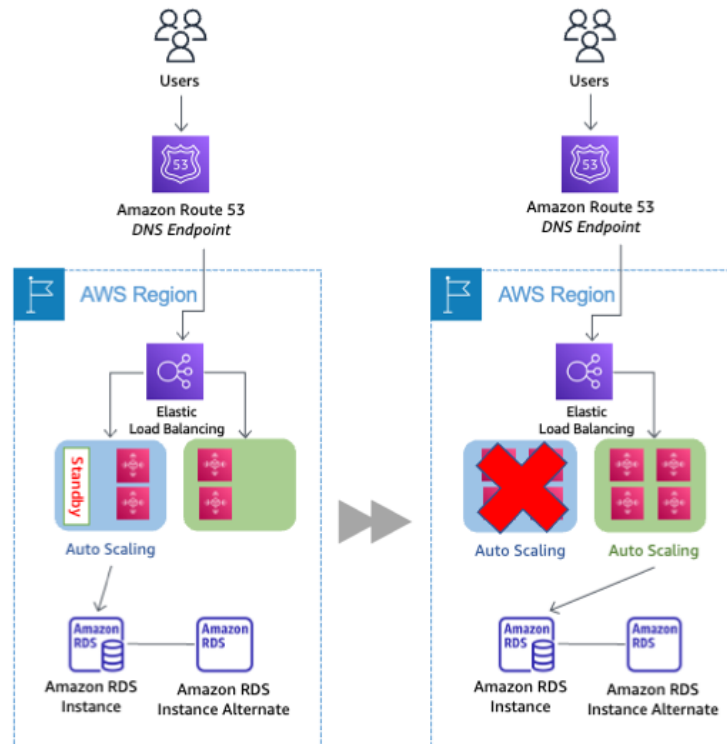 Users
53
Amazon Route 53
DNS Endpoint
AWS Region
Elastic
Load Balancing
Standby
Auto Scaling
Amazon
RDS
Amazon
RDS
Amazon RDS
Instance
Amazon RDS
Instance Alternate
Users
53
Amazon Route 53
DNS Endpoint
AWS Region
Elastic
Load Balancing
Auto Scaling
Auto Scaling
Amazon
RDS
Amazon
RDS
Amazon RDS
Instance
Amazon RDS
Instance Alternate